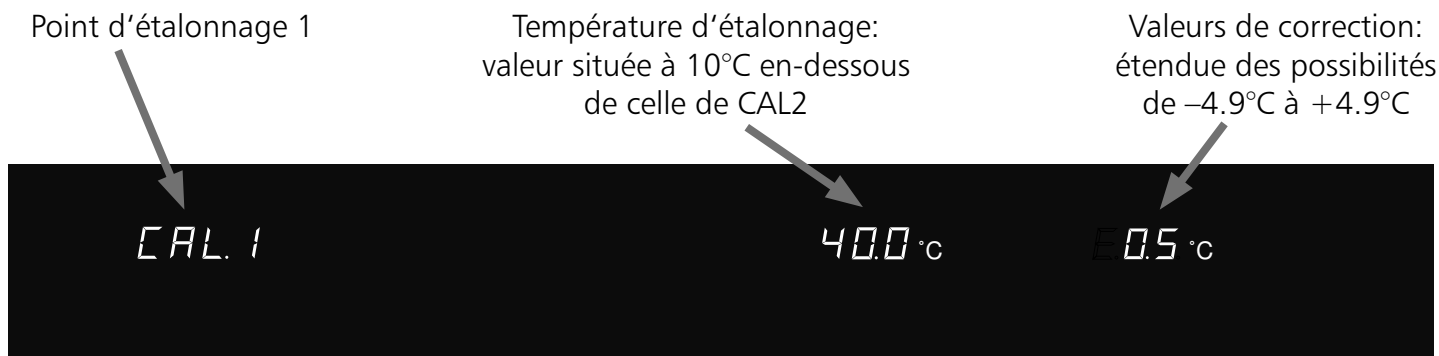 Point d‘étalonnage 1
Température d‘étalonnage:
valeur située à 10°C en-dessous
de celle de CAL2
Valeurs de correction:
étendue des possibilités
de –4.9°C à +4.9°C
CAL. 1 40.0 °C 0.5 °C